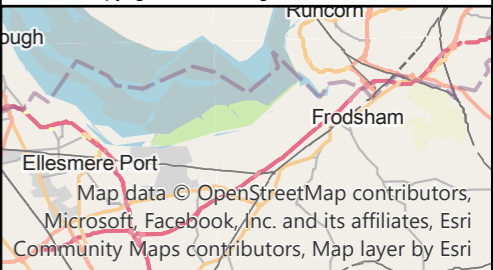 Runcorn
ough
Frodsham
Ellesmere Port
Map data © OpenStreetMap contributors,
Microsoft, Facebook, Inc. and its affiliates, Esri
Community Maps contributors, Map layer by Esri